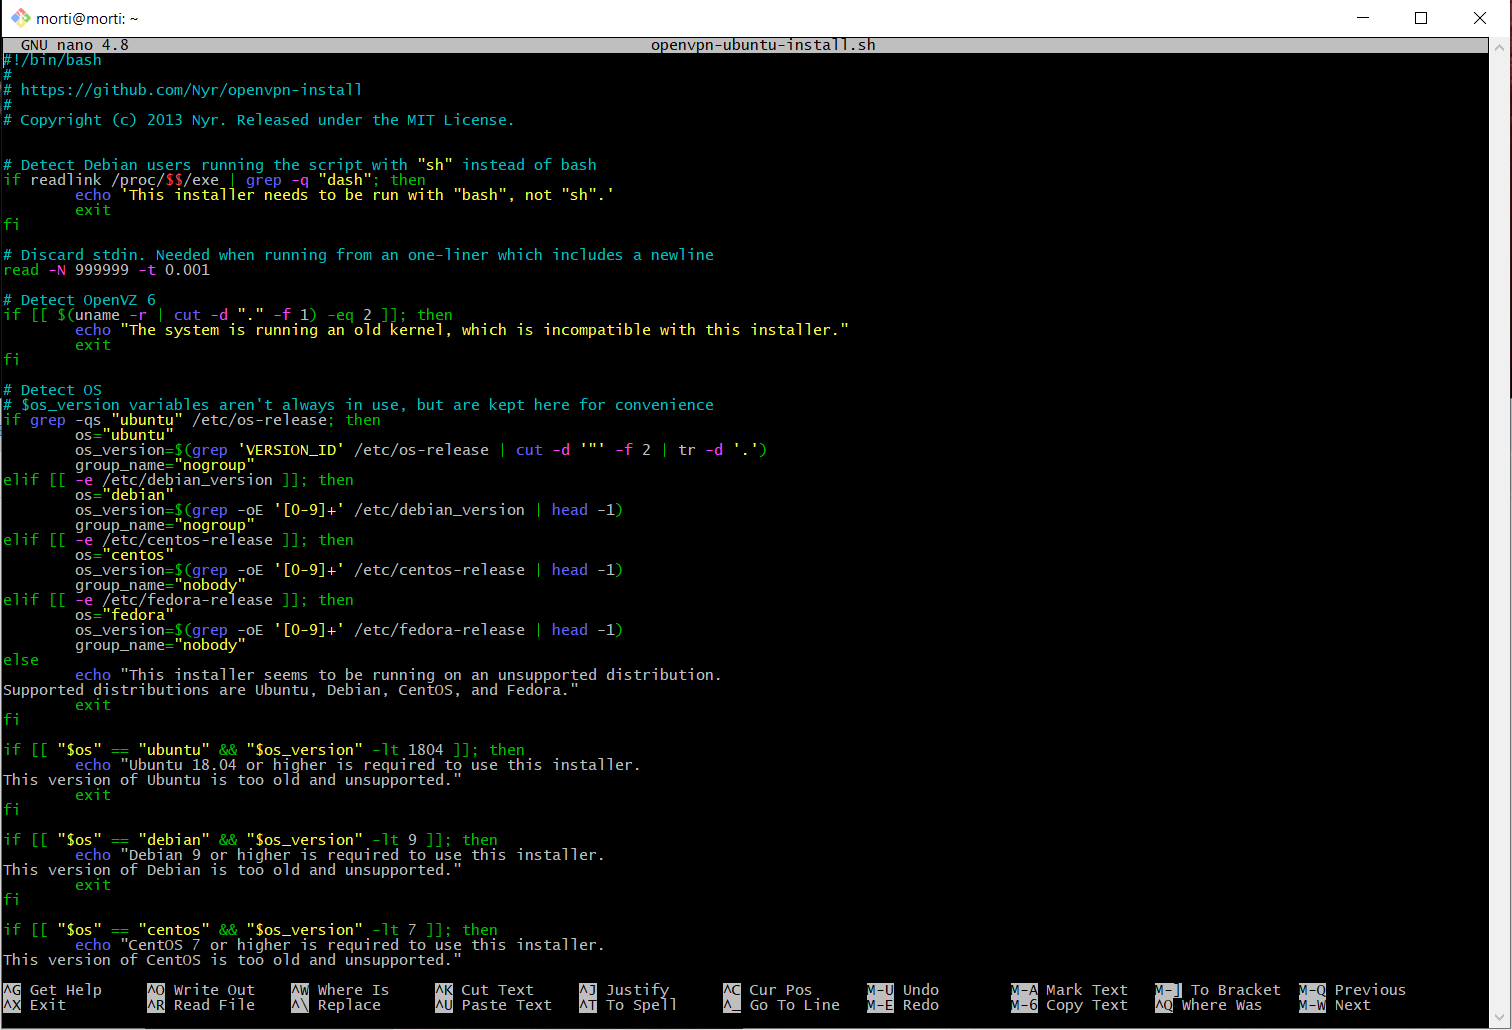 morti@morti: ~
GNU nano 4.8 openvpn-ubuntu-install.sh
#!/bin/bash
#
# https://github.com/Nyr/openvpn-install
#
# Copyright (c) 2013 Nyr. Released under the MIT License.
# Detect Debian users running the script with "sh" instead of bash
if readlink /proc/$$/exe | grep -q "dash"; then
echo 'This installer needs to be run with "bash", not "sh".'
exit
fi
# Discard stdin. Needed when running from an one-liner which includes a newline
read -N 999999 -t 0.001
# Detect OpenVZ 6
if [[ $(uname -r | cut -d "." -f 1) -eq 2 ]]; then
echo "The system is running an old kernel, which is incompatible with this installer."
exit
fi
# Detect OS
# $os_version variables aren't always in use, but are kept here for convenience
if grep -qs "ubuntu" /etc/os-release; then
os="ubuntu"
os_version=$(grep 'VERSION_ID' /etc/os-release | cut -d '"' -f 2 | tr -d '.')
group_name="nogroup"
elif [[ -e /etc/debian_version ]]; then
os="debian"
os_version=$(grep -oE '[0-9]+' /etc/debian_version | head -1)
group_name="nogroup"
elif [[ -e /etc/centos-release ]]; then
os="centos"
os_version=$(grep -oE '[0-9]+' /etc/centos-release | head -1)
group_name="nobody"
elif [[ -e /etc/fedora-release ]]; then
os="fedora"
os_version=$(grep -oE '[0-9]+' /etc/fedora-release | head -1)
group_name="nobody"
else
echo "This installer seems to be running on an unsupported distribution.
Supported distributions are Ubuntu, Debian, CentOS, and Fedora."
exit
fi
if [[ "$os" == "ubuntu" && "$os_version" -lt 1804 ]]; then
echo "Ubuntu 18.04 or higher is required to use this installer.
This version of Ubuntu is too old and unsupported."
exit
fi
if [[ "$os" == "debian" && "$os_version" -lt 9 ]]; then
echo "Debian 9 or higher is required to use this installer.
This version of Debian is too old and unsupported."
exit
fi
if [[ "$os" == "centos" && "$os_version" -lt 7 ]]; then
echo "CentOS 7 or higher is required to use this installer.
This version of CentOS is too old and unsupported."
^G Get Help ^O Write Out ^W Where Is ^K Cut Text ^J Justify ^C Cur Pos M-U Undo M-A Mark Text M-] To Bracket M-Q Previous
^X Exit ^R Read File ^\ Replace ^U Paste Text ^T To Spell ^_ Go To Line M-E Redo M-6 Copy Text ^Q Where Was M-W Next